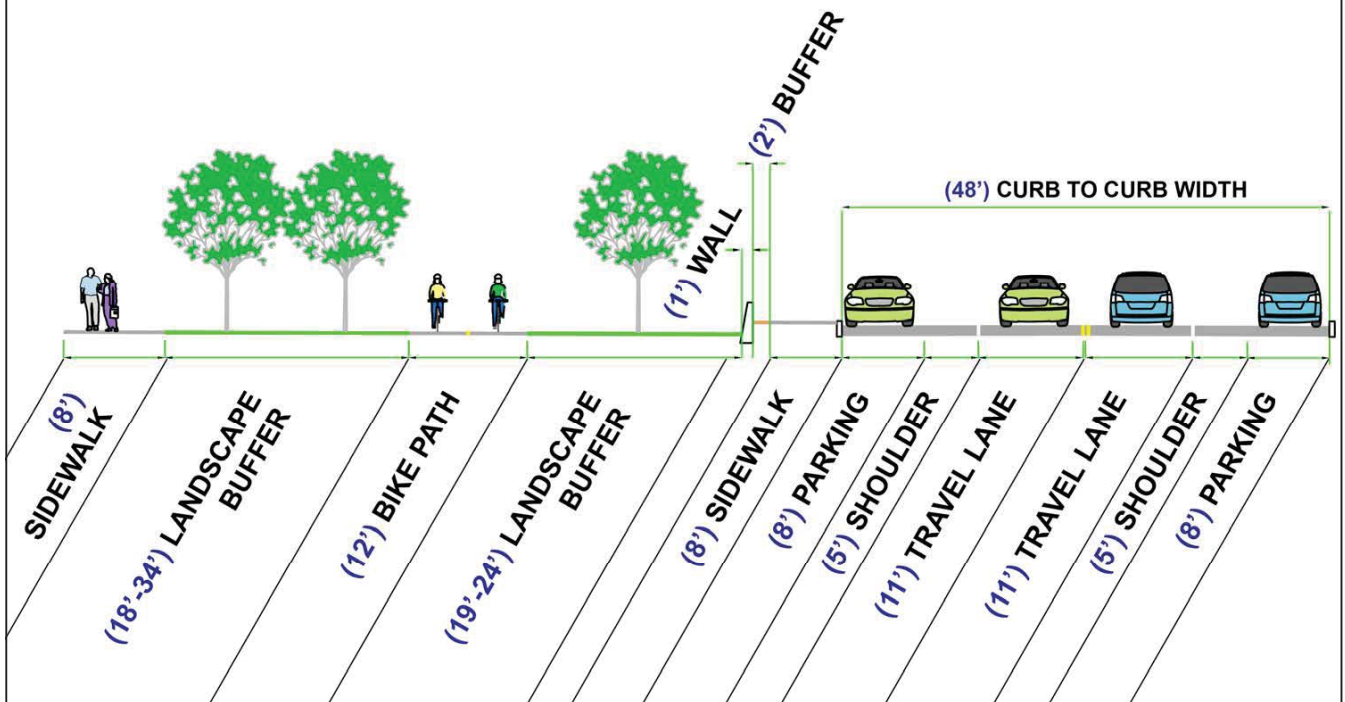 (8')
SIDEWALK
(18'-34') LANDSCAPE
BUFFER
(12') BIKE PATH
(19'-24') LANDSCAPE
BUFFER
(1') WALL
(2') BUFFER
(8') SIDEWALK
(48') CURB TO CURB WIDTH
(8') PARKING
(5') SHOULDER
(11') TRAVEL LANE
(11') TRAVEL LANE
(5') SHOULDER
(8') PARKING